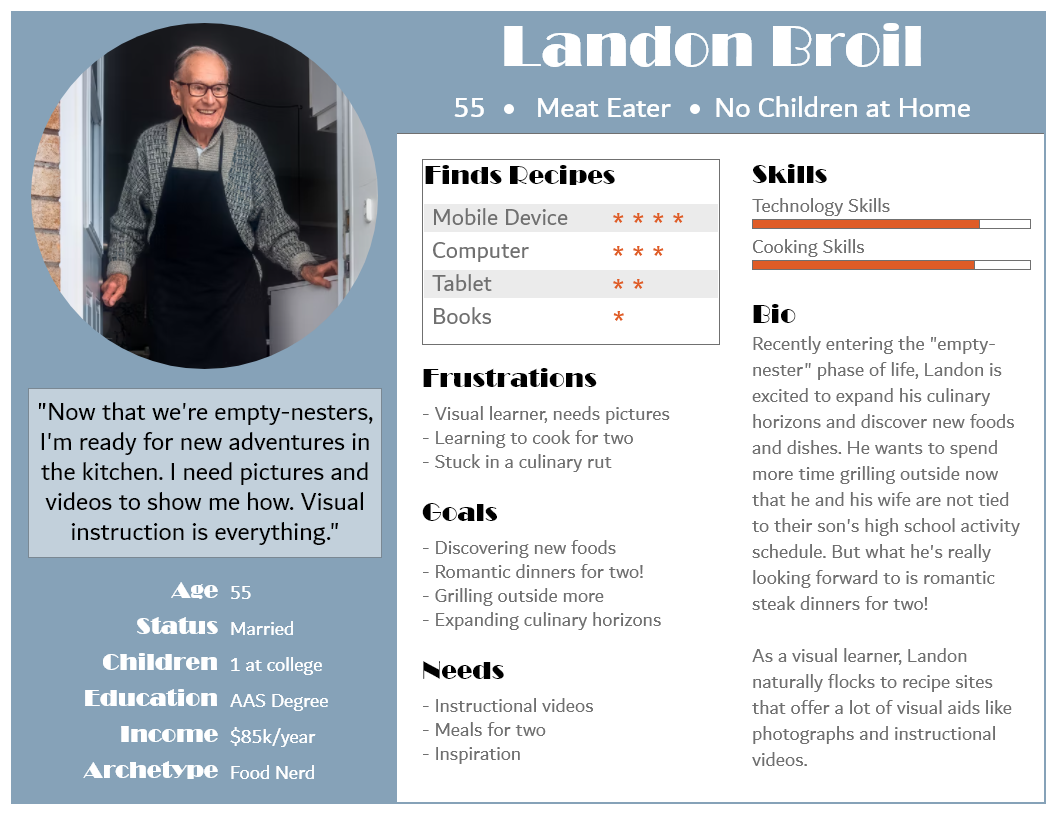 Landon Broil
55 • Meat Eater • No Children at Home
"Now that we're empty-nesters,
I'm ready for new adventures in
the kitchen. I need pictures and
videos to show me how. Visual
instruction is everything."
Age 55
Status Married
Children 1 at college
Education AAS Degree
Income $85k/year
Archetype Food Nerd
Finds Recipes
Mobile Device * * * *
Computer * * *
Tablet * *
Books *
Frustrations
- Visual learner, needs pictures
- Learning to cook for two
- Stuck in a culinary rut
Goals
- Discovering new foods
- Romantic dinners for two!
- Grilling outside more
- Expanding culinary horizons
Needs
- Instructional videos
- Meals for two
- Inspiration
Skills
Technology Skills
Cooking Skills
Bio
Recently entering the "empty-
nester" phase of life, Landon is
excited to expand his culinary
horizons and discover new foods
and dishes. He wants to spend
more time grilling outside now
that he and his wife are not tied
to their son's high school activity
schedule. But what he's really
looking forward to is romantic
steak dinners for two!
As a visual learner, Landon
naturally flocks to recipe sites
that offer a lot of visual aids like
photographs and instructional
videos.